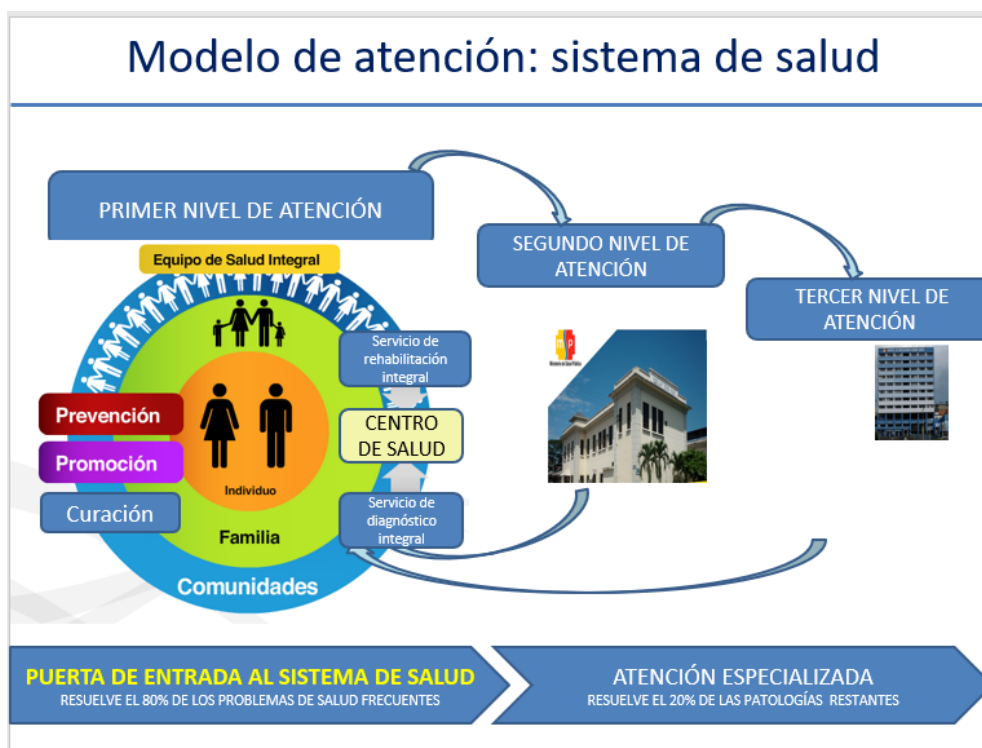 Modelo de atención: sistema de salud
PRIMER NIVEL DE ATENCIÓN
SEGUNDO NIVEL DE
ATENCIÓN
TERCER NIVEL DE
ATENCIÓN
Equipo de Salud Integral
Servicio de
rehabilitación
integral
Prevención
Promoción
Curación
CENTRO
DE SALUD
Individuo
Servicio de
diagnóstico
integral
Familia
Comunidades
PUERTA DE ENTRADA AL SISTEMA DE SALUD
RESUELVE EL 80% DE LOS PROBLEMAS DE SALUD FRECUENTES
ATENCIÓN ESPECIALIZADA
RESUELVE EL 20% DE LAS PATOLOGÍAS RESTANTES